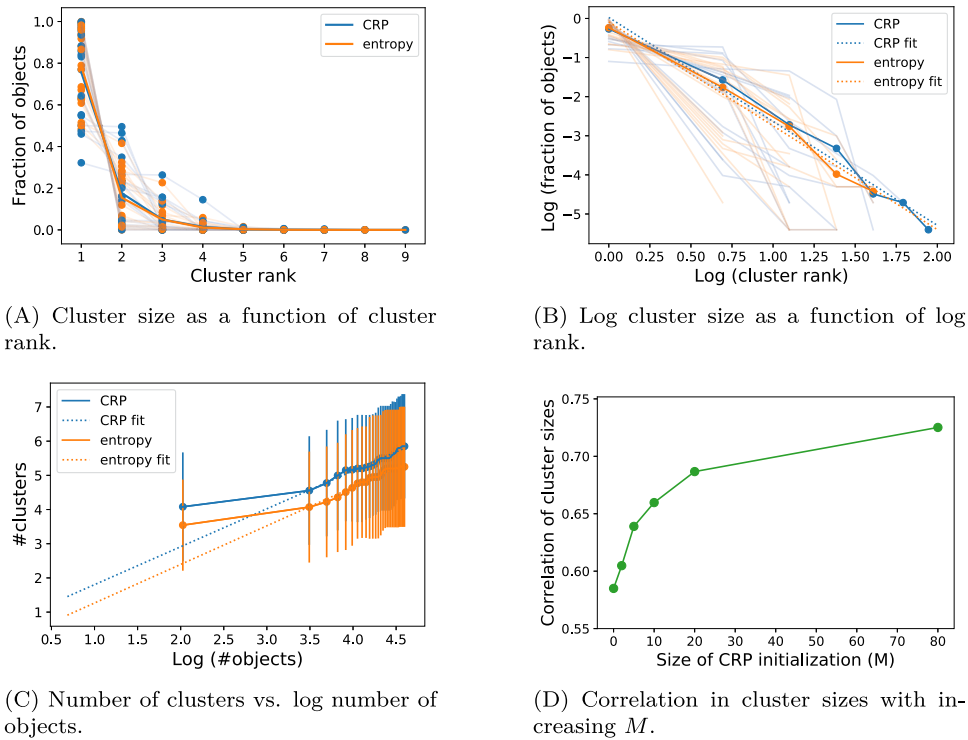 1.0
0.8
0.6
0.4
0.2
0.0
Fraction of objects
CRP
entropy
1 2 3 4 5 6 7 8 9
Cluster rank
(A) Cluster size as a function of cluster
rank.
0
−1
−2
−3
−4
−5
Log (fraction of objects)
CRP
CRP fit
entropy
entropy fit
0.00 0.25 0.50 0.75 1.00 1.25 1.50 1.75 2.00
Log (cluster rank)
(B) Log cluster size as a function of log
rank.
7
6
5
4
3
2
1
#clusters
CRP
CRP fit
entropy
entropy fit
0.5 1.0 1.5 2.0 2.5 3.0 3.5 4.0 4.5
Log (#objects)
(C) Number of clusters vs. log number of
objects.
0.75
0.70
0.65
0.60
0.55
Correlation of cluster sizes
0 10 20 30 40 50 60 70 80
Size of CRP initialization (M)
(D) Correlation in cluster sizes with in-
creasing M.